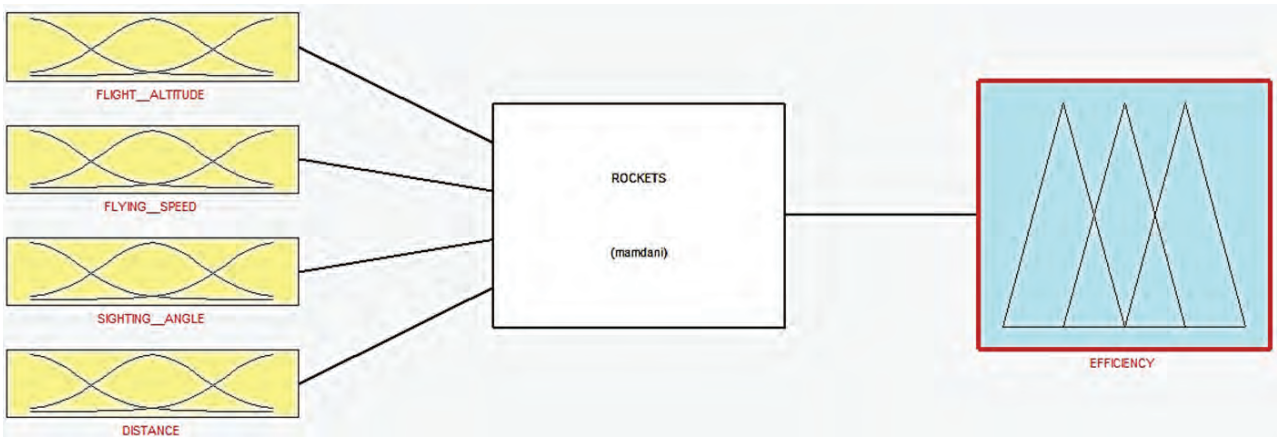 FLIGHT__ALTITUDE
FLYING__SPEED
SIGHTING__ANGLE
DISTANCE
ROCKETS
(mamdani)
EFFICIENCY